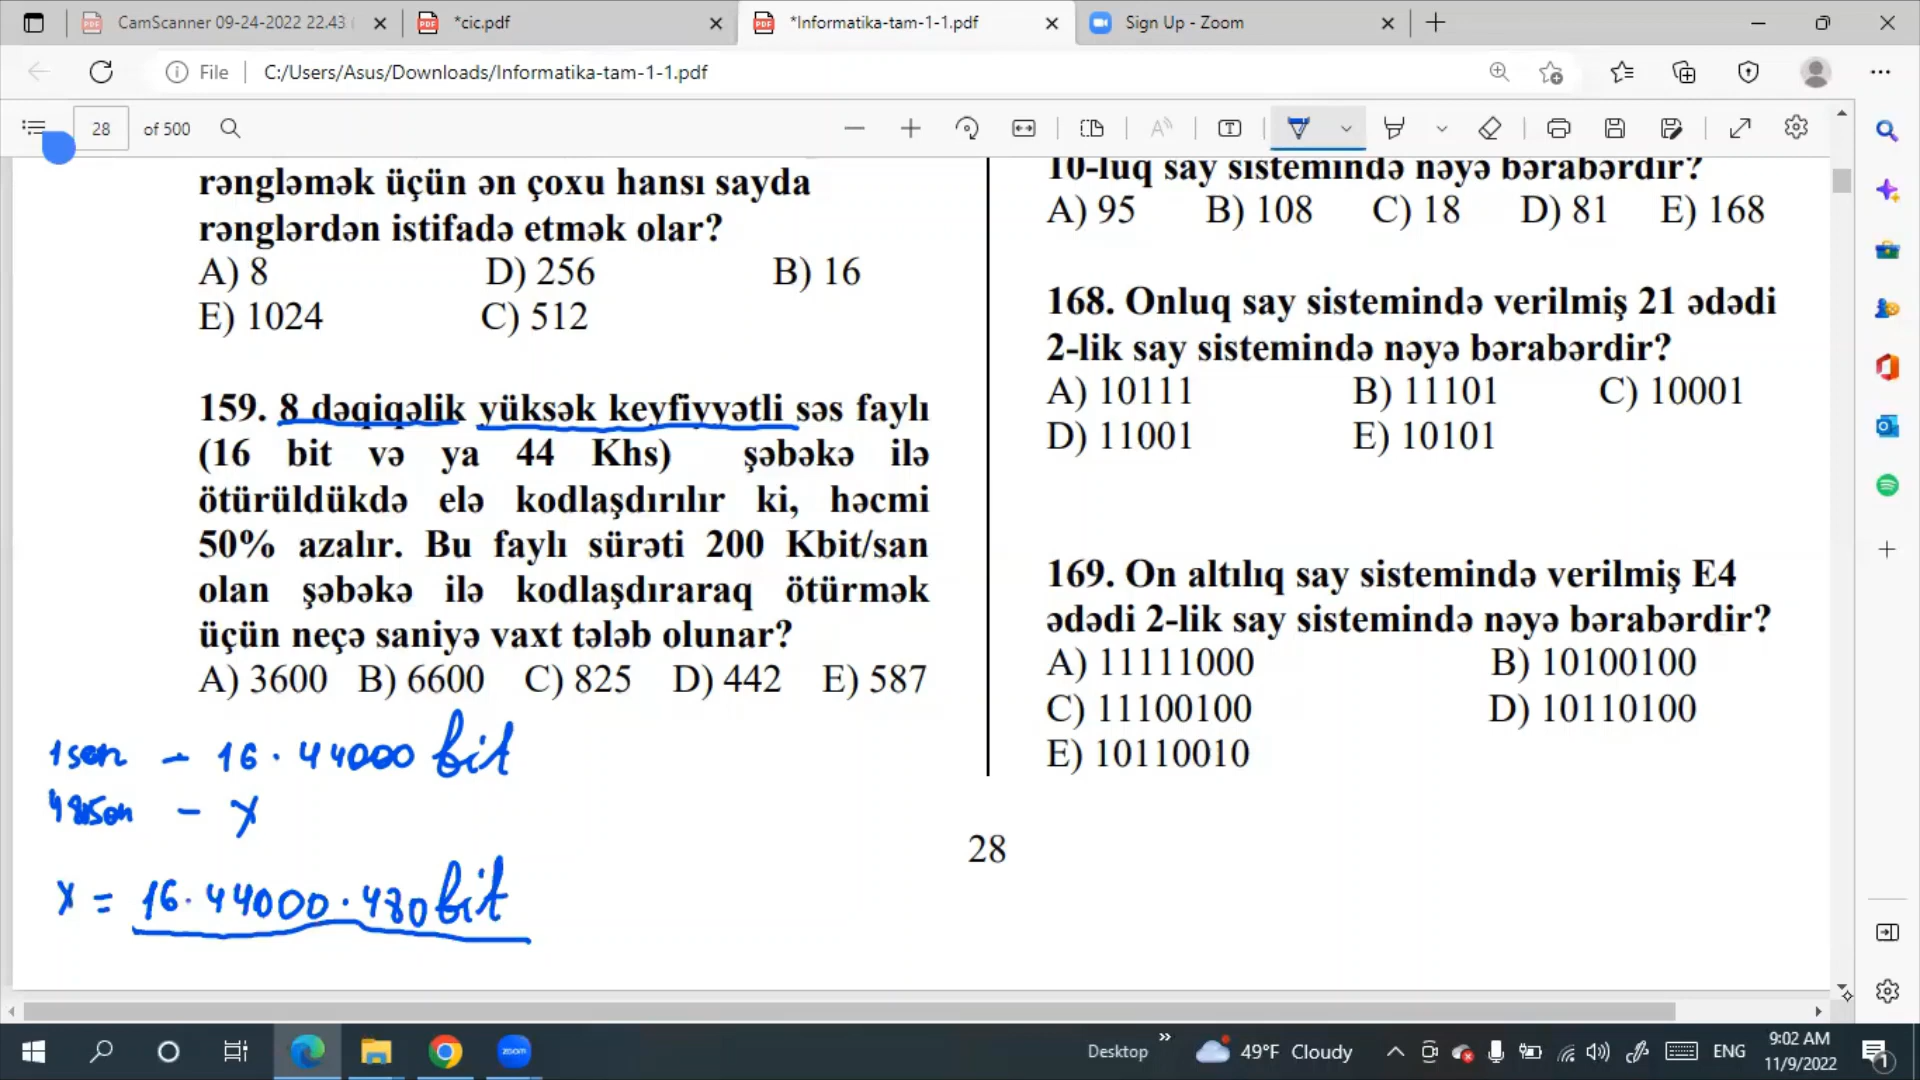 CamScanner 09-24-2022 22.43
*cic.pdf
*Informatika-tam-1-1.pdf
Sign Up - Zoom
File
C:/Users/Asus/Downloads/Informatika-tam-1-1.pdf
28 of 500
rəngləmək üçün ən çoxu hansı sayda
rənglərdən istifadə etmək olar?
A) 8 D) 256 B) 16
E) 1024 C) 512
159. 8 dəqiqəlik yüksək keyfiyyətli səs faylı
(16 bit və ya 44 Khs) şəbəkə ilə
ötürüldükdə elə kodlaşdırılır ki, həcmi
50% azalır. Bu faylı sürəti 200 Kbit/san
olan şəbəkə ilə kodlaşdıraraq ötürmək
üçün neçə saniyə vaxt tələb olunar?
A) 3600 B) 6600 C) 825 D) 442 E) 587
1san - 16 · 44000 bit
480san - x
x = 16 · 44000 · 480 bit
10-luq say sistemində nəyə bərabərdir?
A) 95 B) 108 C) 18 D) 81 E) 168
168. Onluq say sistemində verilmiş 21 ədədi
2-lik say sistemində nəyə bərabərdir?
A) 10111 B) 11101 C) 10001
D) 11001 E) 10101
169. On altılıq say sistemində verilmiş E4
ədədi 2-lik say sistemində nəyə bərabərdir?
A) 11111000 B) 10100100
C) 11100100 D) 10110100
E) 10110010
28
zoom
Desktop
49°F Cloudy
ENG
9:02 AM
11/9/2022
1